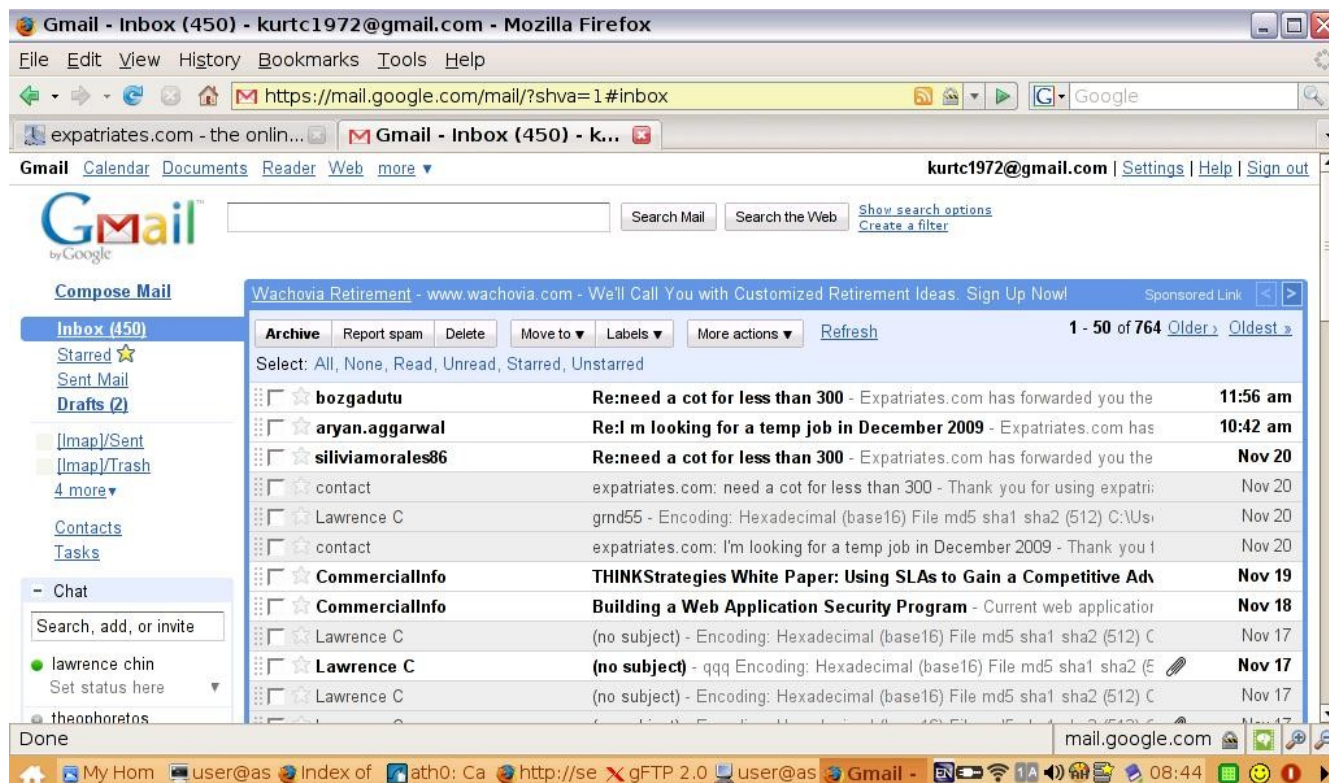 Gmail - Inbox (450) - kurtc1972@gmail.com - Mozilla Firefox
File Edit View History Bookmarks Tools Help
https://mail.google.com/mail/?shva=1#inbox
G Google
expatriates.com - the onlin... Gmail - Inbox (450) - k...
Gmail Calendar Documents Reader Web more ▼ kurtc1972@gmail.com | Settings | Help | Sign out
Gmail™
by Google
Search Mail Search the Web Show search options
Create a filter
Compose Mail
Wachovia Retirement - www.wachovia.com - We'll Call You with Customized Retirement Ideas. Sign Up Now! Sponsored Link < >
Inbox (450)
Starred
Sent Mail
Drafts (2)
[Imap]/Sent
[Imap]/Trash
4 more ▼
Contacts
Tasks
– Chat
Search, add, or invite
lawrence chin
Set status here ▼
theophoretos
Archive Report spam Delete Move to ▼ Labels ▼ More actions ▼ Refresh 1 - 50 of 764 Older › Oldest »
Select: All, None, Read, Unread, Starred, Unstarred
bozgadutu Re:need a cot for less than 300 - Expatriates.com has forwarded you the 11:56 am
aryan.aggarwal Re:I m looking for a temp job in December 2009 - Expatriates.com has 10:42 am
siliviamorales86 Re:need a cot for less than 300 - Expatriates.com has forwarded you the Nov 20
contact expatriates.com: need a cot for less than 300 - Thank you for using expatri Nov 20
Lawrence C grnd55 - Encoding: Hexadecimal (base16) File md5 sha1 sha2 (512) C:\Us Nov 20
contact expatriates.com: I'm looking for a temp job in December 2009 - Thank you f Nov 20
CommercialInfo THINKStrategies White Paper: Using SLAs to Gain a Competitive Adv Nov 19
CommercialInfo Building a Web Application Security Program - Current web application Nov 18
Lawrence C (no subject) - Encoding: Hexadecimal (base16) File md5 sha1 sha2 (512) C Nov 17
Lawrence C (no subject) - qqq Encoding: Hexadecimal (base16) File md5 sha1 sha2 (5 Nov 17
Lawrence C (no subject) - Encoding: Hexadecimal (base16) File md5 sha1 sha2 (512) C Nov 17
Done mail.google.com
My Hom user@as Index of ath0: Ca http://se gFTP 2.0 user@as Gmail - EN 1A 08:44